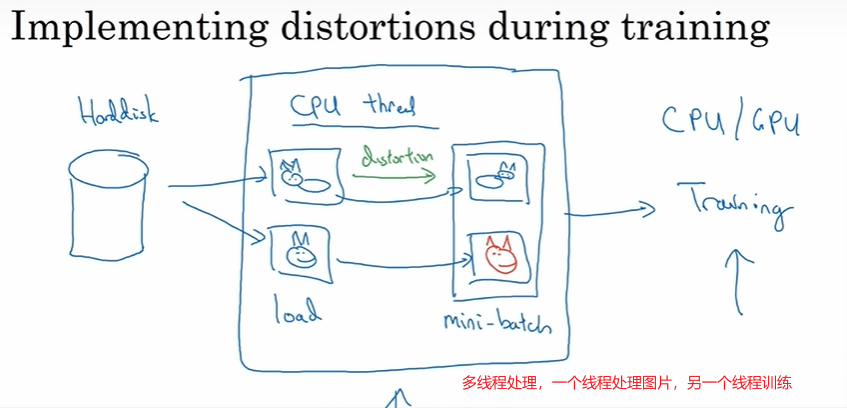 Implementing distortions during training
Harddisk
CPU thread
distortion
CPU/GPU
Training
load
mini-batch
多线程处理，一个线程处理图片，另一个线程训练